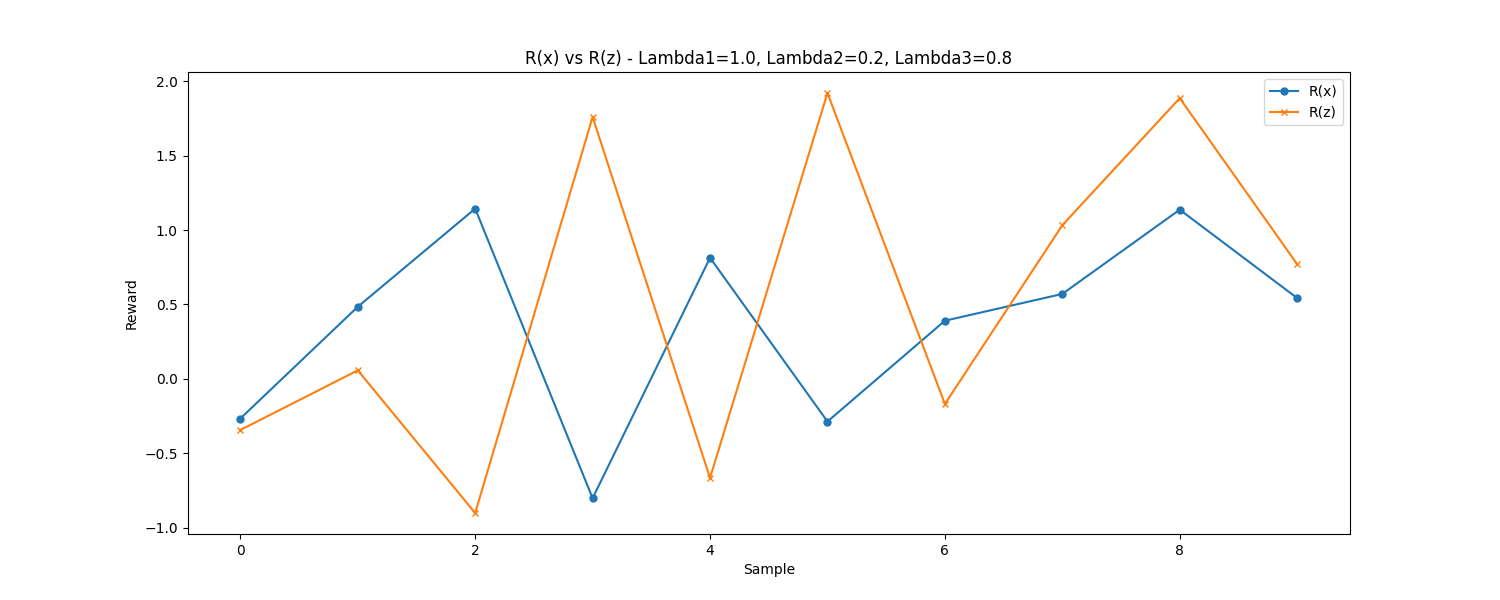 R(x) vs R(z) - Lambda1=1.0, Lambda2=0.2, Lambda3=0.8
R(x)
R(z)
2.0
1.5
1.0
0.5
0.0
−0.5
−1.0
Reward
0 2 4 6 8
Sample